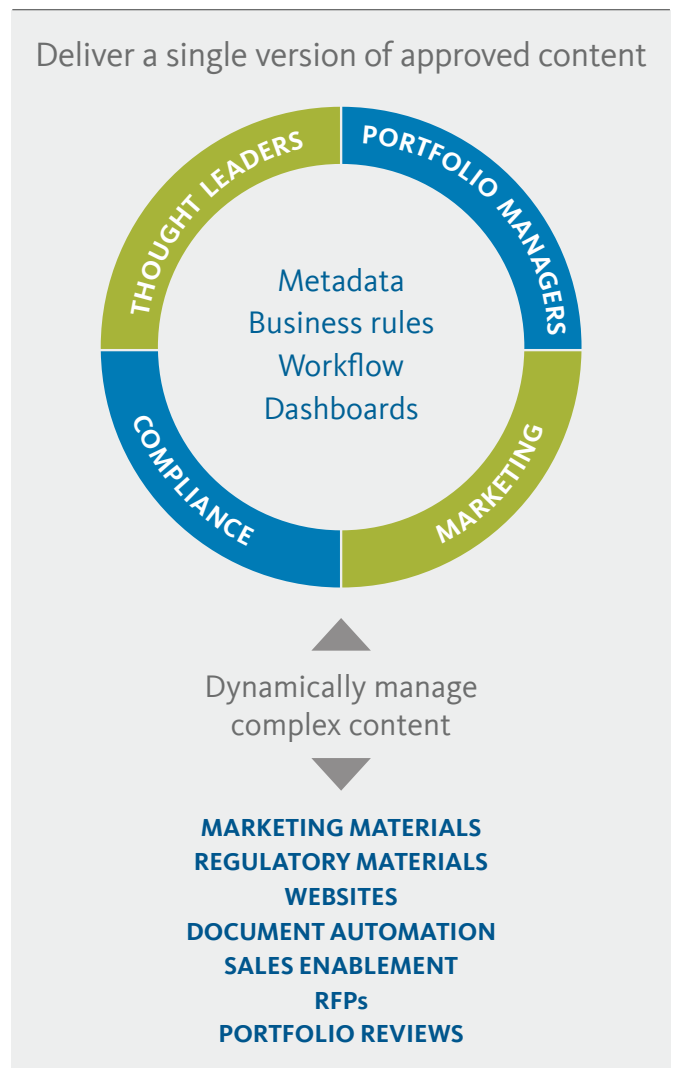 Deliver a single version of approved content
THOUGHT LEADERS
PORTFOLIO MANAGERS
Metadata
Business rules
Workflow
Dashboards
COMPLIANCE
MARKETING
Dynamically manage
complex content
MARKETING MATERIALS
REGULATORY MATERIALS
WEBSITES
DOCUMENT AUTOMATION
SALES ENABLEMENT
RFPs
PORTFOLIO REVIEWS